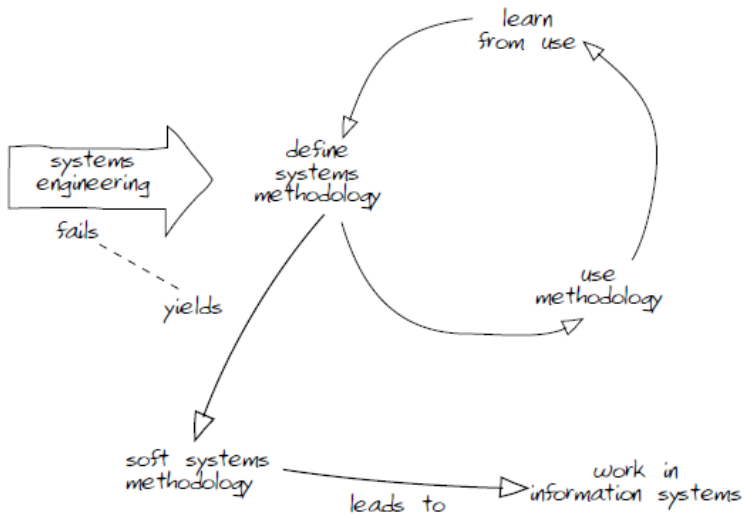 learn
from use
define
systems
methodology
systems
engineering
fails
yields
use
methodology
soft systems
methodology
leads to
work in
information systems